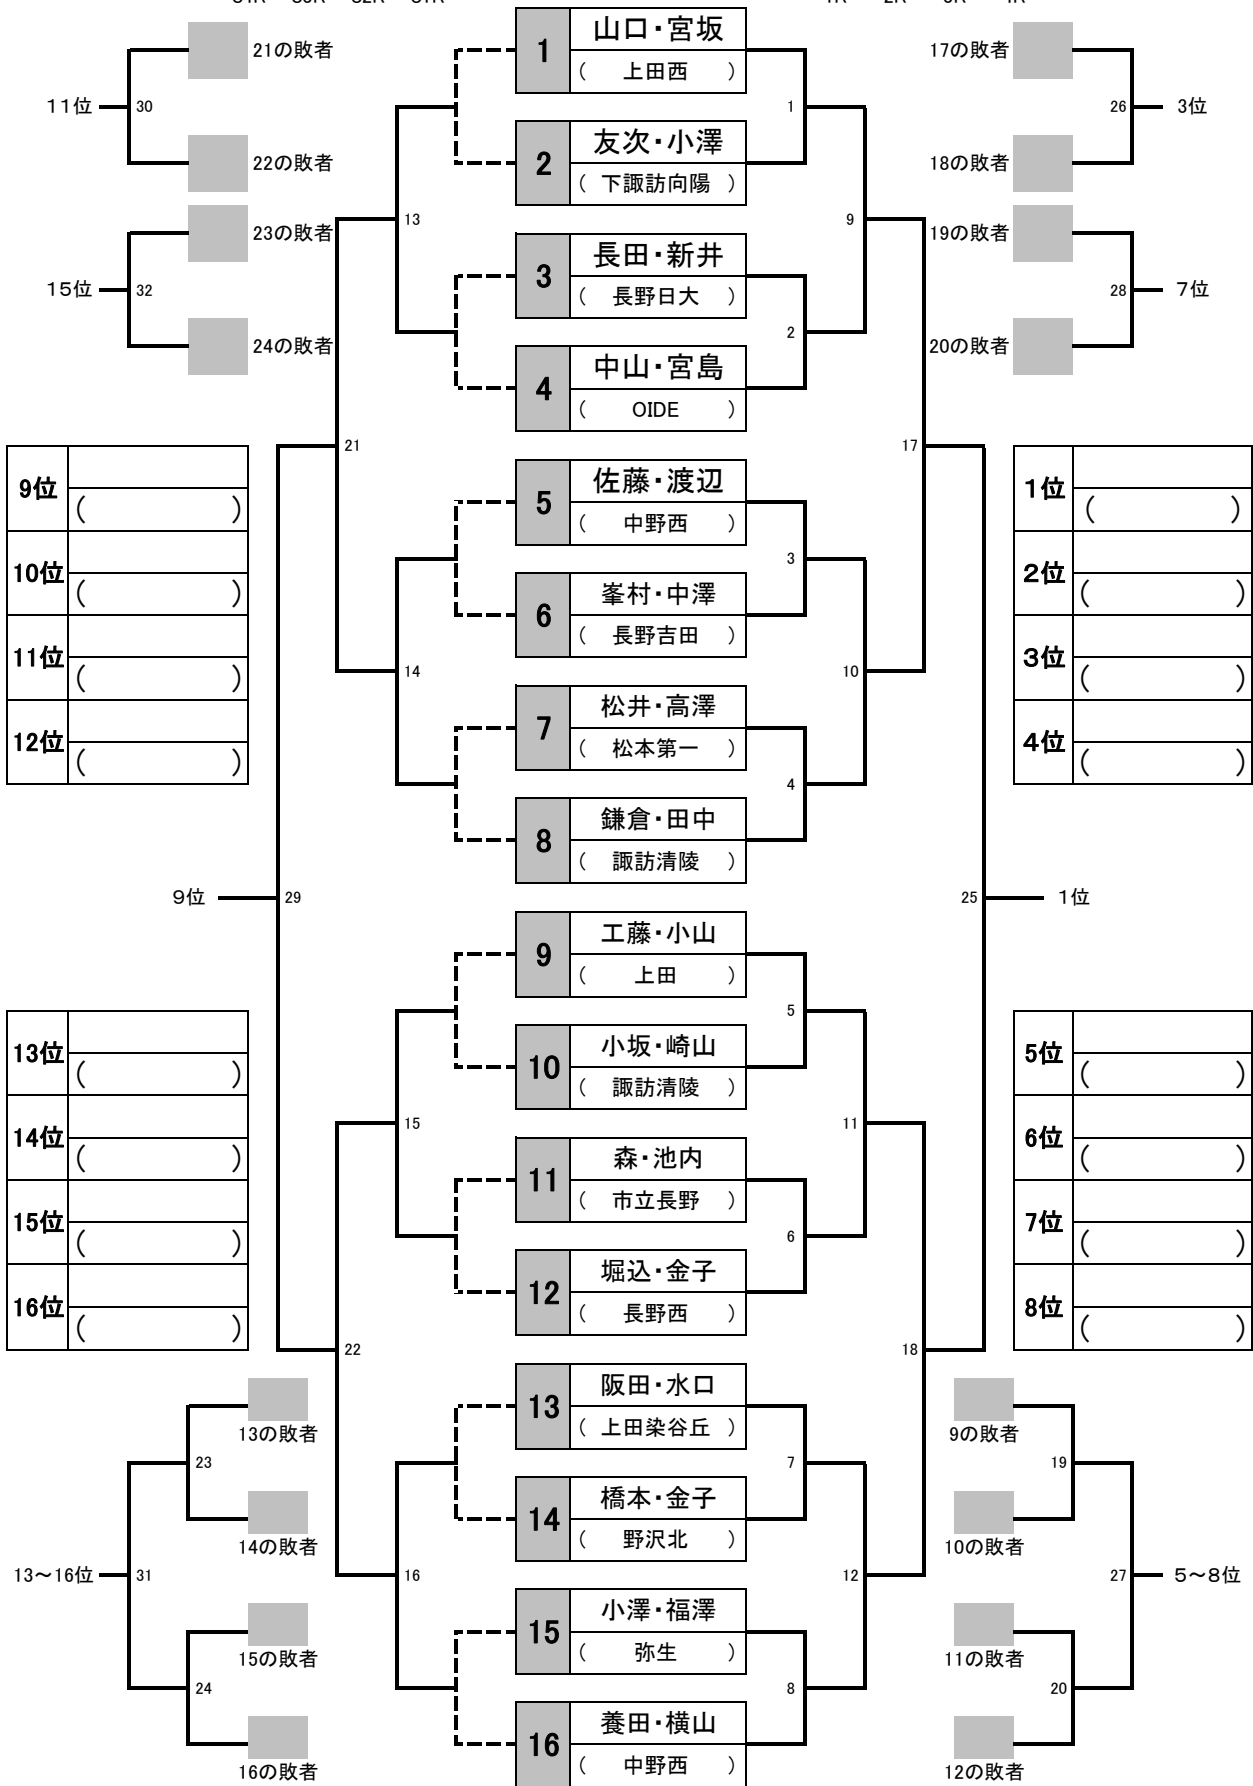 21の敗者
11位
30
22の敗者
23の敗者
15位
32
24の敗者
1
山口・宮坂
( 上田西 )
2
友次・小澤
( 下諏訪向陽 )
3
長田・新井
( 長野日大 )
4
中山・宮島
( OIDE )
5
佐藤・渡辺
( 中野西 )
6
峯村・中澤
( 長野吉田 )
7
松井・高澤
( 松本第一 )
8
鎌倉・田中
( 諏訪清陵 )
9
工藤・小山
( 上田 )
10
小坂・崎山
( 諏訪清陵 )
11
森・池内
( 市立長野 )
12
堀込・金子
( 長野西 )
13
阪田・水口
( 上田染谷丘 )
14
橋本・金子
( 野沢北 )
15
小澤・福澤
( 弥生 )
16
養田・横山
( 中野西 )
13
21
14
15
22
16
29
9位
1
9
2
17
3
10
4
5
11
6
18
7
12
8
25
1位
17の敗者
26
3位
18の敗者
19の敗者
28
7位
20の敗者
9位
( )
10位
( )
11位
( )
12位
( )
13位
( )
14位
( )
15位
( )
16位
( )
1位
( )
2位
( )
3位
( )
4位
( )
5位
( )
6位
( )
7位
( )
8位
( )
13の敗者
23
14の敗者
13~16位
31
15の敗者
24
16の敗者
9の敗者
19
10の敗者
27
5~8位
11の敗者
20
12の敗者